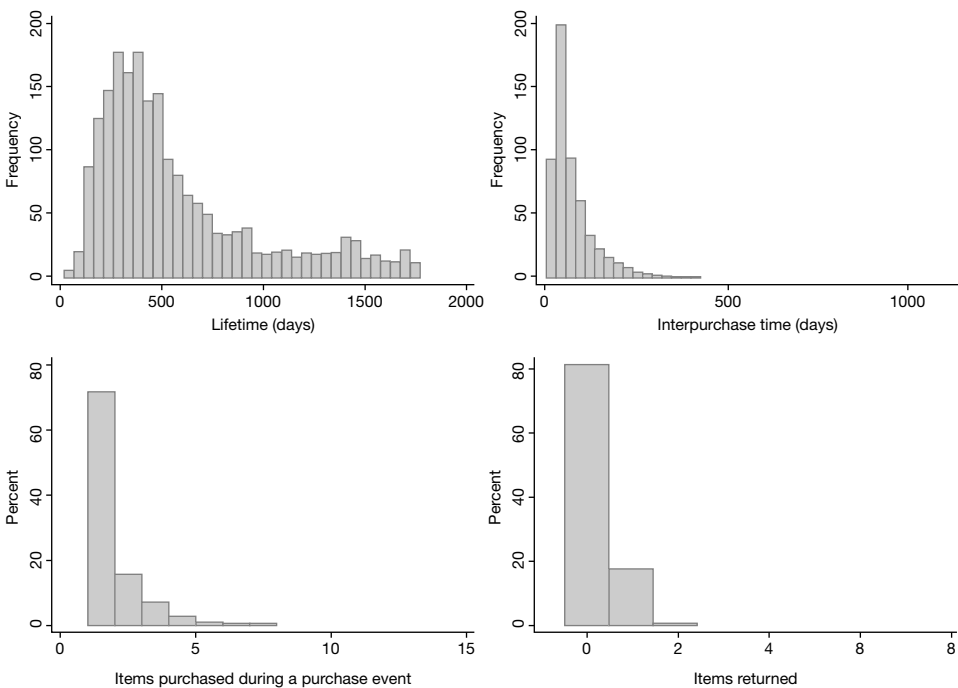 200
150
100
50
0
Frequency
0 500 1000 1500 2000
Lifetime (days)
200
150
100
50
0
Frequency
0 500 1000
Interpurchase time (days)
80
60
40
20
0
Percent
0 5 10 15
Items purchased during a purchase event
80
60
40
20
0
Percent
0 2 4 8 8
Items returned